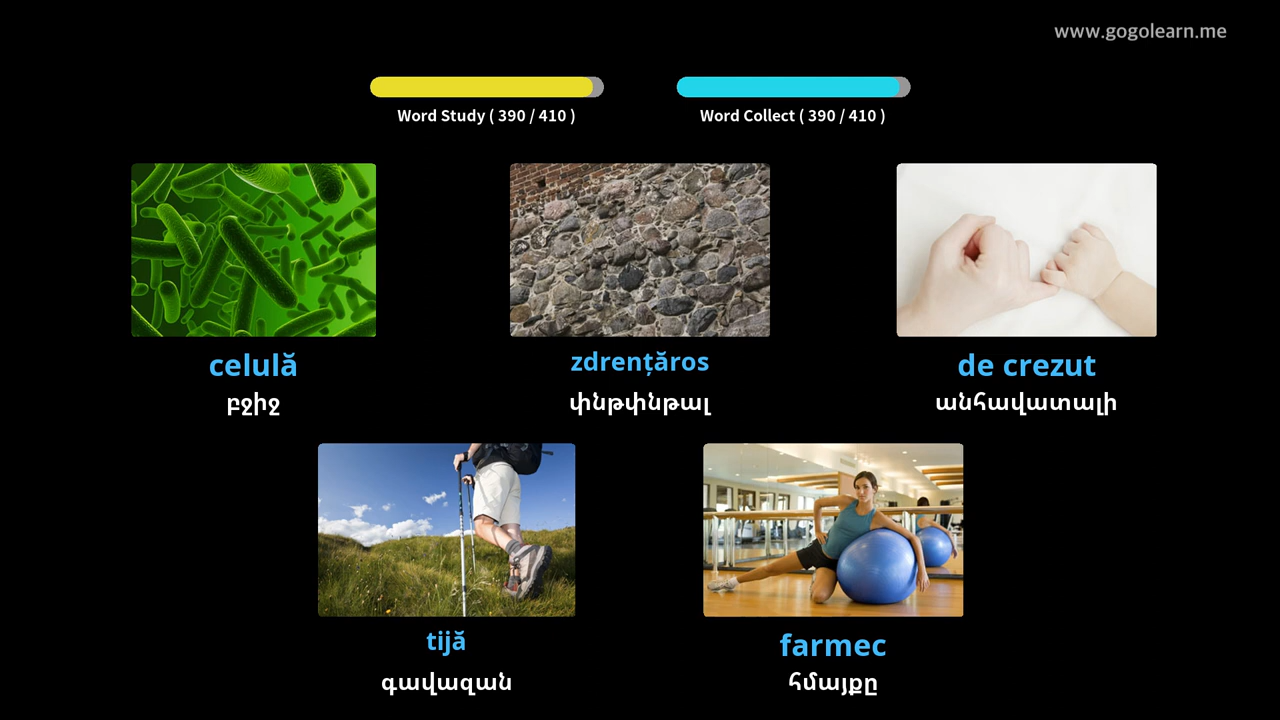 www.gogolearn.me
Word Study ( 390 / 410 )
Word Collect ( 390 / 410 )
celulă
zdrențăros
de crezut
բջիջ
փնթփնթալ
անհավատալի
tijă
farmec
գավազան
հմայքը